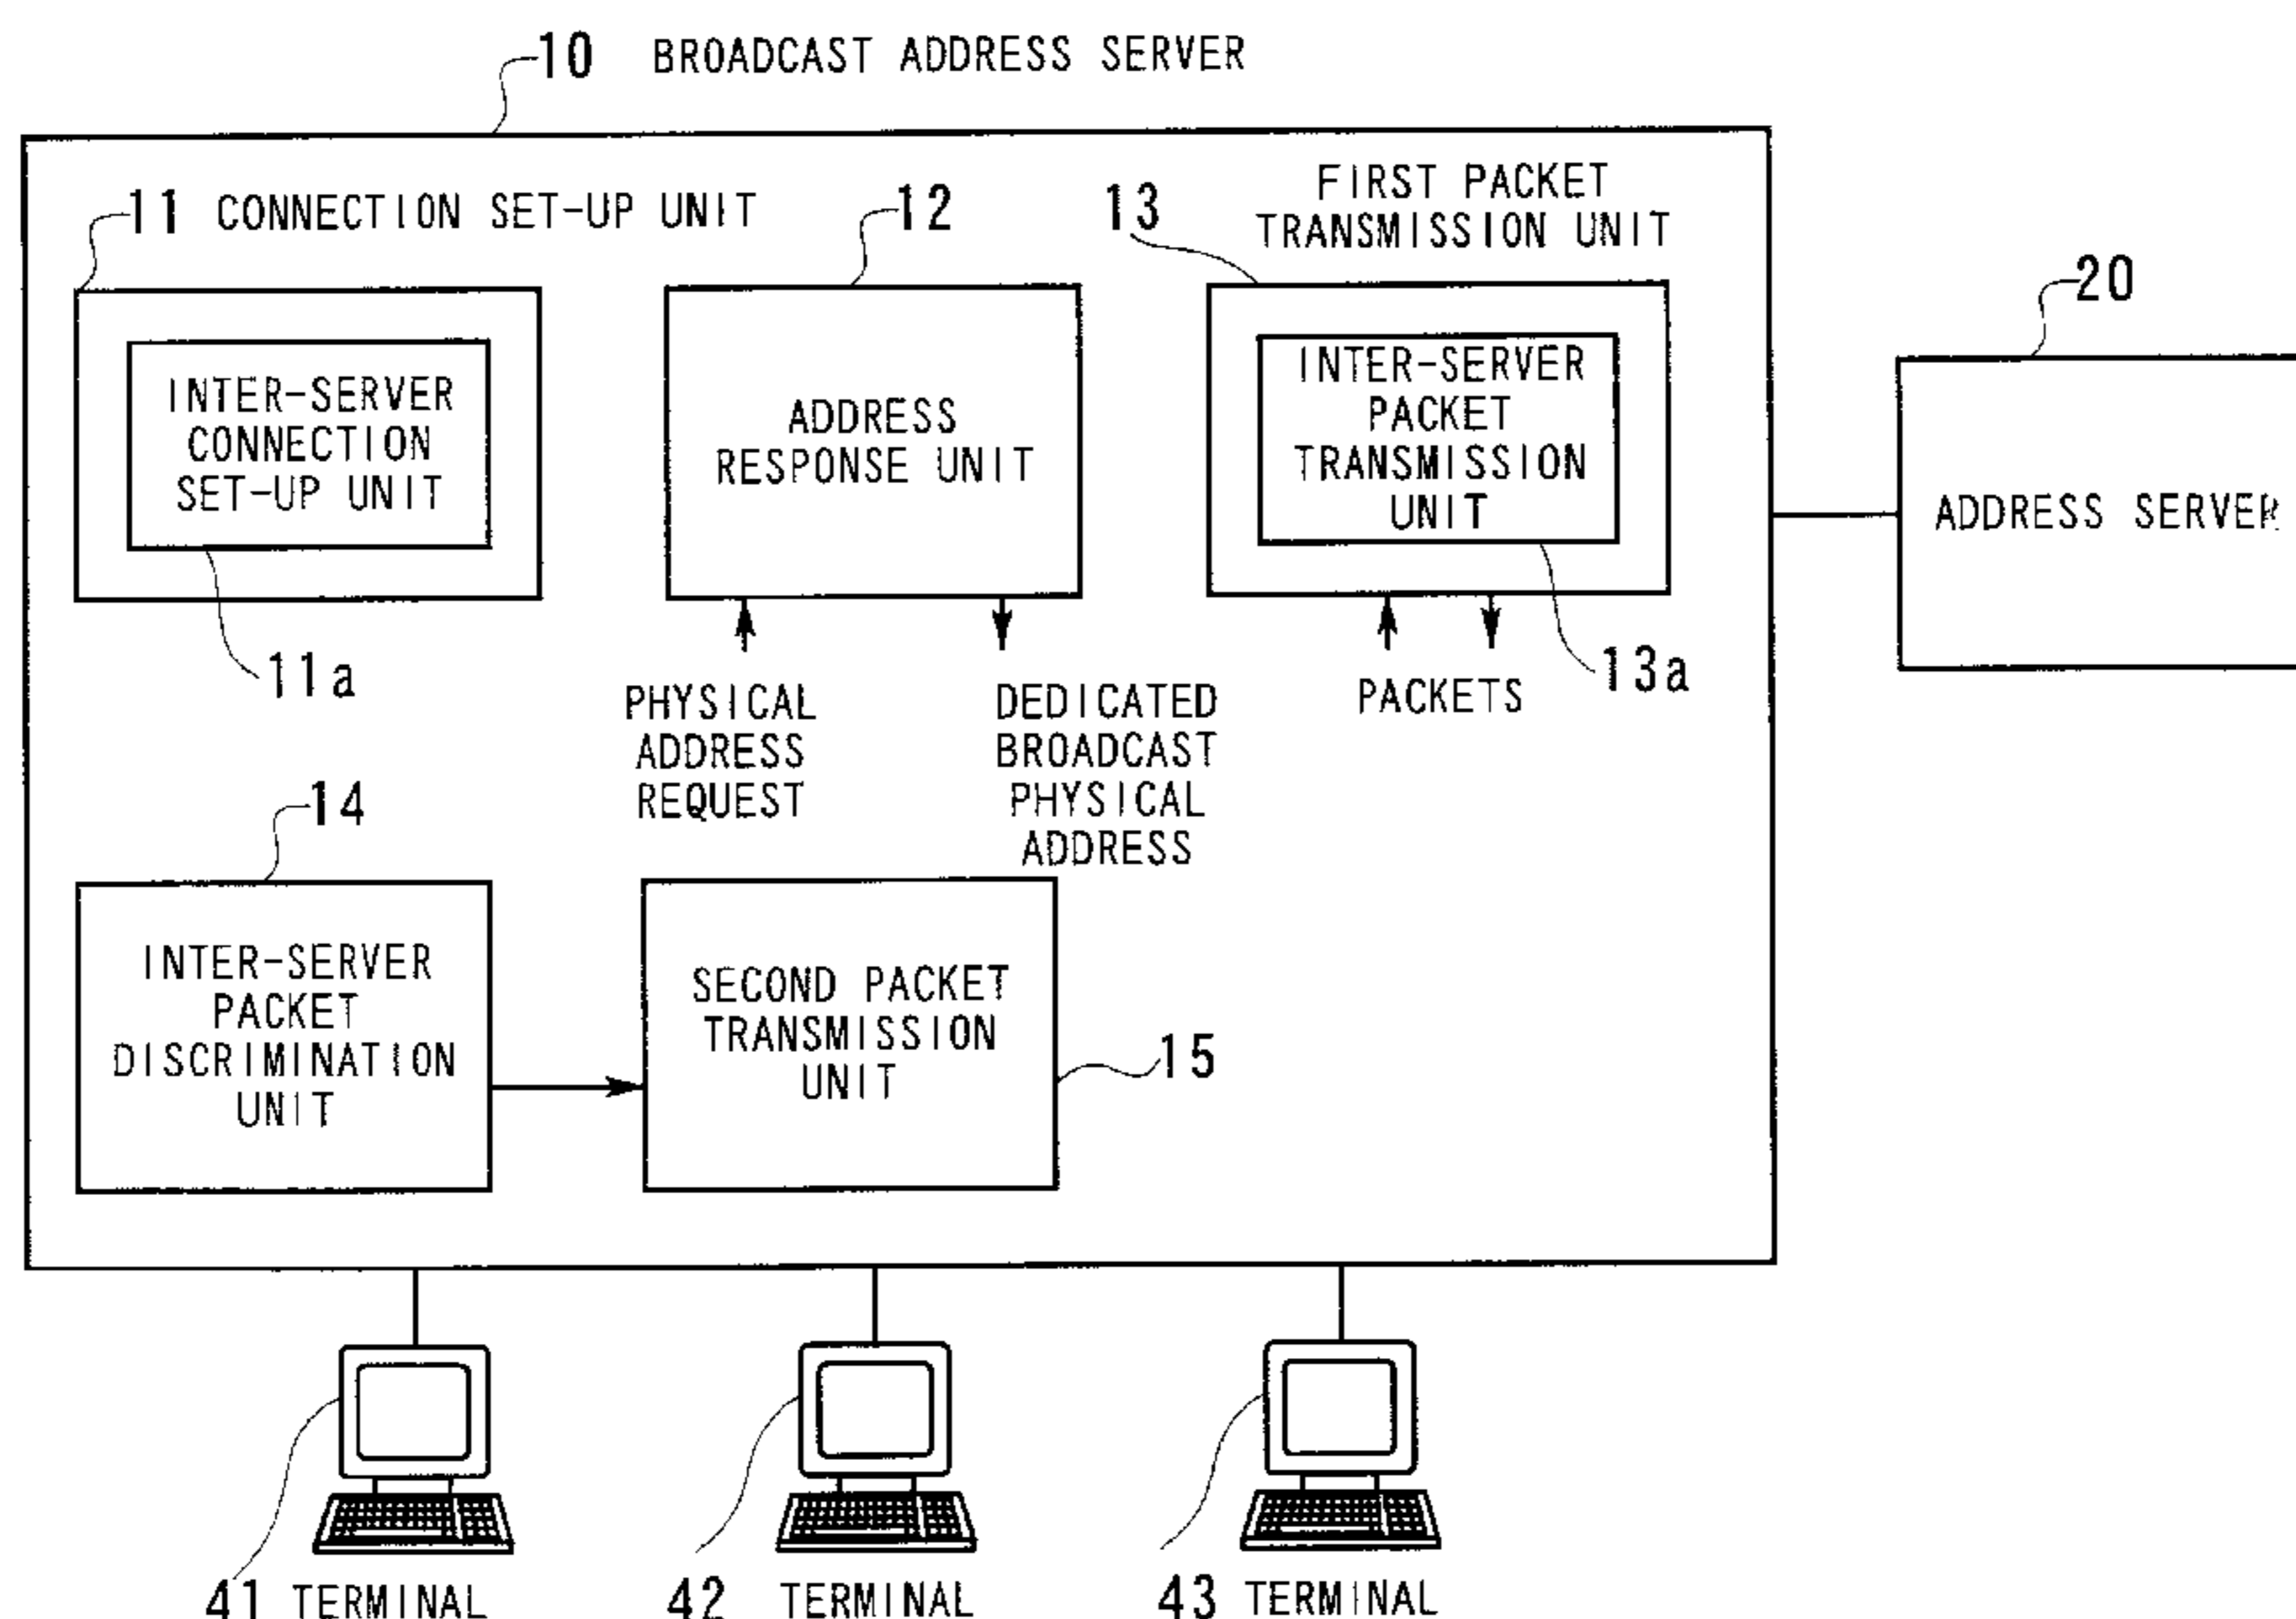 10 BROADCAST ADDRESS SERVER
11 CONNECTION SET-UP UNIT
12
13
FIRST PACKET
TRANSMISSION UNIT
20
INTER-SERVER
CONNECTION
SET-UP UNIT
11a
ADDRESS
RESPONSE UNIT
INTER-SERVER
PACKET
TRANSMISSION
UNIT
13a
ADDRESS SERVER
PHYSICAL
ADDRESS
REQUEST
DEDICATED
BROADCAST
PHYSICAL
ADDRESS
PACKETS
14
INTER-SERVER
PACKET
DISCRIMINATION
UNIT
SECOND PACKET
TRANSMISSION
UNIT
15
41 TERMINAL
42 TERMINAL
43 TERMINAL